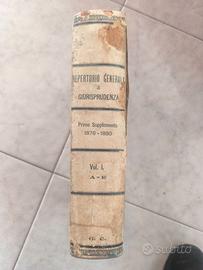 REPERTORIO GENERALE
DI
GIURISPRUDENZA
Primo Supplemento
1876-1880
Vol. I.
A-E
G. C.
subito